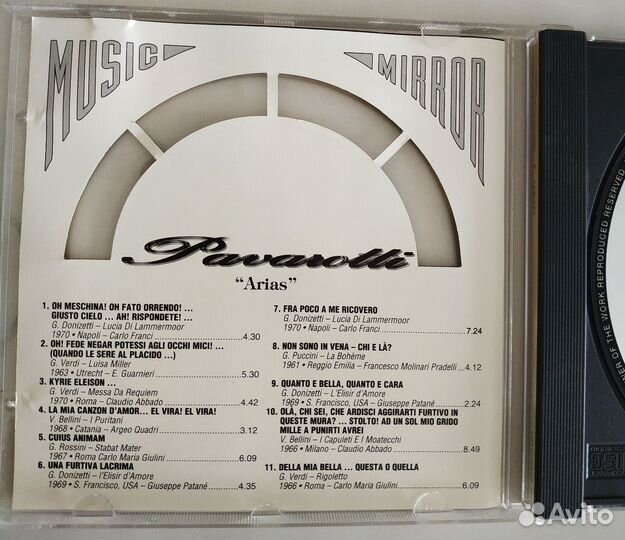 MUSIC
MIRROR
Pavarotti
"Arias"
1. OH MESCHINA! OH FATO ORRENDO! ...
GIUSTO CIELO ... AH! RISPONDETE! ...
G. Donizetti – Lucia Di Lammermoor
1970 • Napoli – Carlo Franci 4.30
2. OH! FEDE NEGAR POTESSI AGLI OCCHI MICI! ...
(QUANDO LE SERE AL PLACIDO ...)
G. Verdi – Luisa Miller
1963 • Utrecht – E. Guarnieri 5.30
3. KYRIE ELEISON ...
G. Verdi – Messa Da Requiem
1970 • Roma – Claudio Abbado 4.42
4. LA MIA CANZON D'AMOR... EL VIRA! EL VIRA!
V. Bellini – I Puritani
1968 • Catania – Argeo Quadri 3.12
5. CUIUS ANIMAM
G. Rossini – Stabat Mater
1967 • Roma Carlo Maria Giulini 6.09
6. UNA FURTIVA LACRIMA
G. Donizetti – l'Elisir d'Amore
1969 • S. Francisco, USA – Giuseppe Patané 4.35
7. FRA POCO A ME RICOVERO
G. Donizetti – Lucia Di Lammermoor
1970 • Napoli – Carlo Franci 7.24
8. NON SONO IN VENA – CHI E LÀ?
G. Puccini – La Bohème
1961 • Reggio Emilia – Francesco Molinari Pradelli 4.12
9. QUANTO E BELLA, QUANTO E CARA
G. Donizetti – L'Elisir d'Amore
1969 • S. Francisco, USA – Giuseppe Patané 2.24
10. OLÀ, CHI SEI, CHE ARDISCI AGGIRARTI FURTIVO IN
QUESTE MURA? ... STOLTO! AD UN SOL MIO GRIDO
MILLE A PUNIRTI AVREI
V. Bellini – I Capuleti E I Moatecchi
1966 • Milano – Claudio Abbado 8.49
11. DELLA MIA BELLA ... QUESTA O QUELLA
G. Verdi – Rigoletto
1966 • Roma – Carlo Maria Giulini 6.09
NER OF THE WORK REPRODUCED RESERVED
Avito